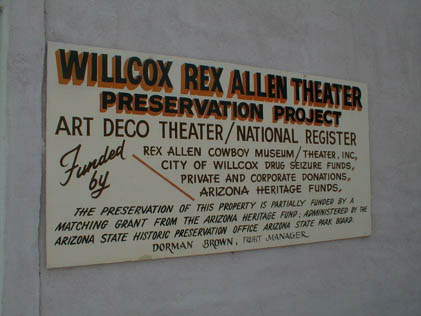 WILLCOX REX ALLEN THEATER
PRESERVATION PROJECT
ART DECO THEATER/NATIONAL REGISTER
Funded by
REX ALLEN COWBOY MUSEUM/THEATER, INC,
CITY OF WILLCOX DRUG SEIZURE FUNDS,
PRIVATE AND CORPORATE DONATIONS,
ARIZONA HERITAGE FUNDS,
THE PRESERVATION OF THIS PROPERTY IS PARTIALLY FUNDED BY A
MATCHING GRANT FROM THE ARIZONA HERITAGE FUND; ADMINISTERED BY THE
ARIZONA STATE HISTORIC PRESERVATION OFFICE ARIZONA STATE PARK BOARD.
DORMAN BROWN, TRUST MANAGER